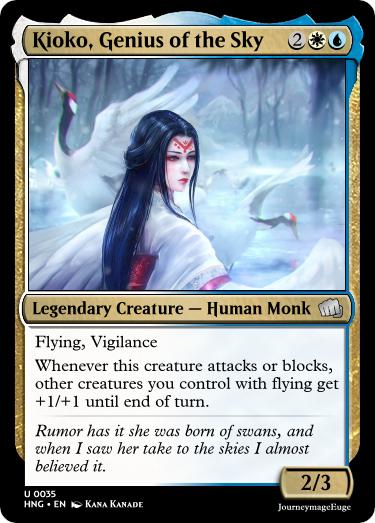 Kioko, Genius of the Sky 2
Legendary Creature — Human Monk
Flying, Vigilance
Whenever this creature attacks or blocks,
other creatures you control with flying get
+1/+1 until end of turn.
Rumor has it she was born of swans, and
when I saw her take to the skies I almost
believed it.
2/3
U 0035
HNG • EN Kana Kanade
JourneymageEuge